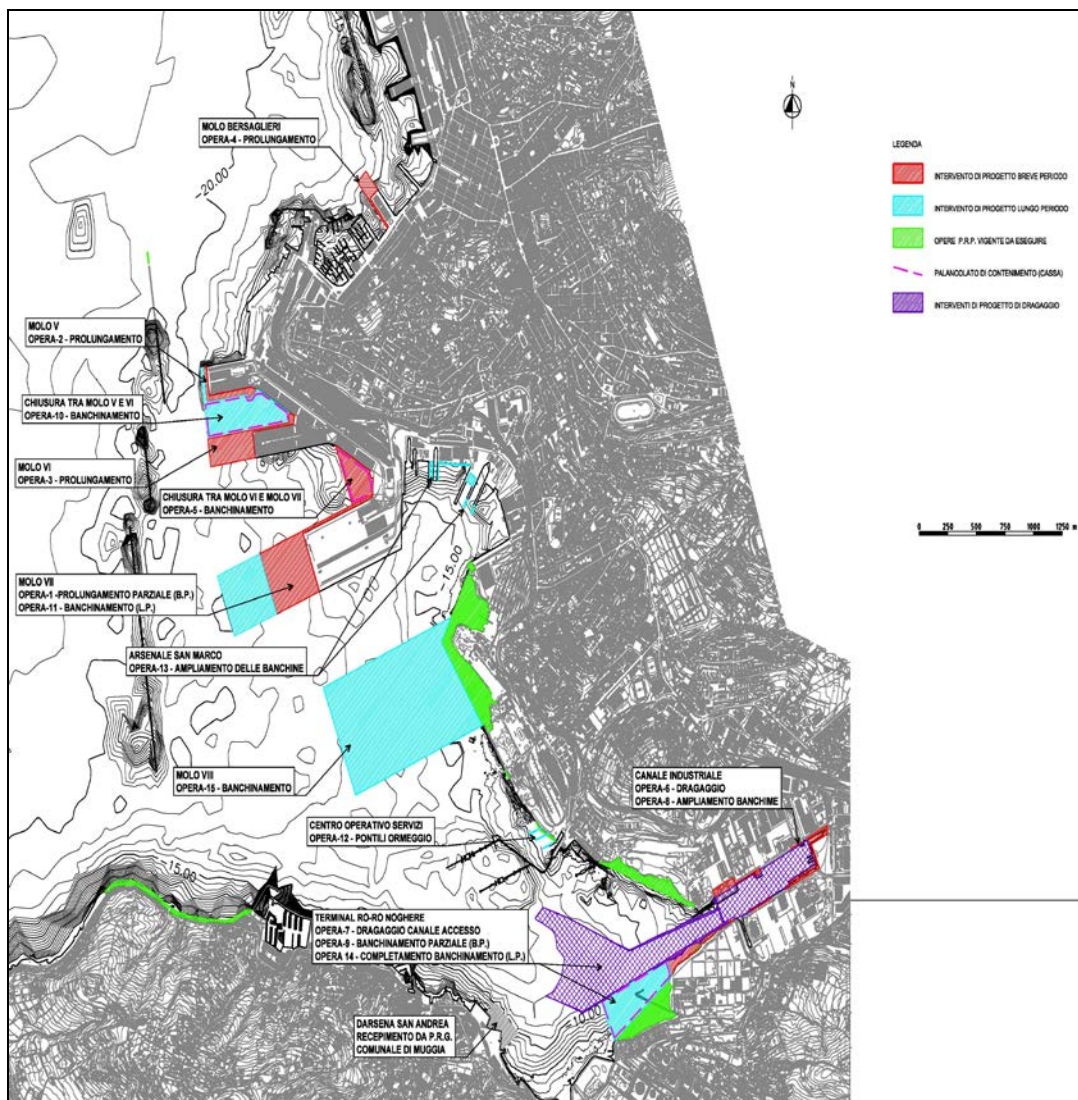 MOLO BERSAGLIERI
OPERA-4 - PROLUNGAMENTO
N
LEGENDA
INTERVENTO DI PROGETTO BREVE PERIODO
INTERVENTO DI PROGETTO LUNGO PERIODO
OPERE P.R.P. VIGENTE DA ESEGUIRE
PALANCOLATO DI CONTENIMENTO (CASSA)
INTERVENTI DI PROGETTO DI DRAGAGGIO
-20.00
MOLO V
OPERA-2 - PROLUNGAMENTO
CHIUSURA TRA MOLO V E VI
OPERA-10 - BANCHINAMENTO
MOLO VI
OPERA-3 - PROLUNGAMENTO
CHIUSURA TRA MOLO VI E MOLO VII
OPERA-5 - BANCHINAMENTO
0 250 500 750 1000 1250 m
MOLO VII
OPERA-1 -PROLUNGAMENTO PARZIALE (B.P.)
OPERA-11 - BANCHINAMENTO (L.P.)
-15.00
ARSENALE SAN MARCO
OPERA-13 - AMPLIAMENTO DELLE BANCHINE
MOLO VIII
OPERA-15 - BANCHINAMENTO
CANALE INDUSTRIALE
OPERA-6 - DRAGAGGIO
OPERA-8 - AMPLIAMENTO BANCHIME
CENTRO OPERATIVO SERVIZI
OPERA-12 - PONTILI ORMEGGIO
-15.00
TERMINAL RO-RO NOGHERE
OPERA-7 - DRAGAGGIO CANALE ACCESSO
OPERA-9 - BANCHINAMENTO PARZIALE (B.P.)
OPERA 14 - COMPLETAMENTO BANCHINAMENTO (L.P.)
-10.00
DARSENA SAN ANDREA
RECEPIMENTO DA P.R.G.
COMUNALE DI MUGGIA